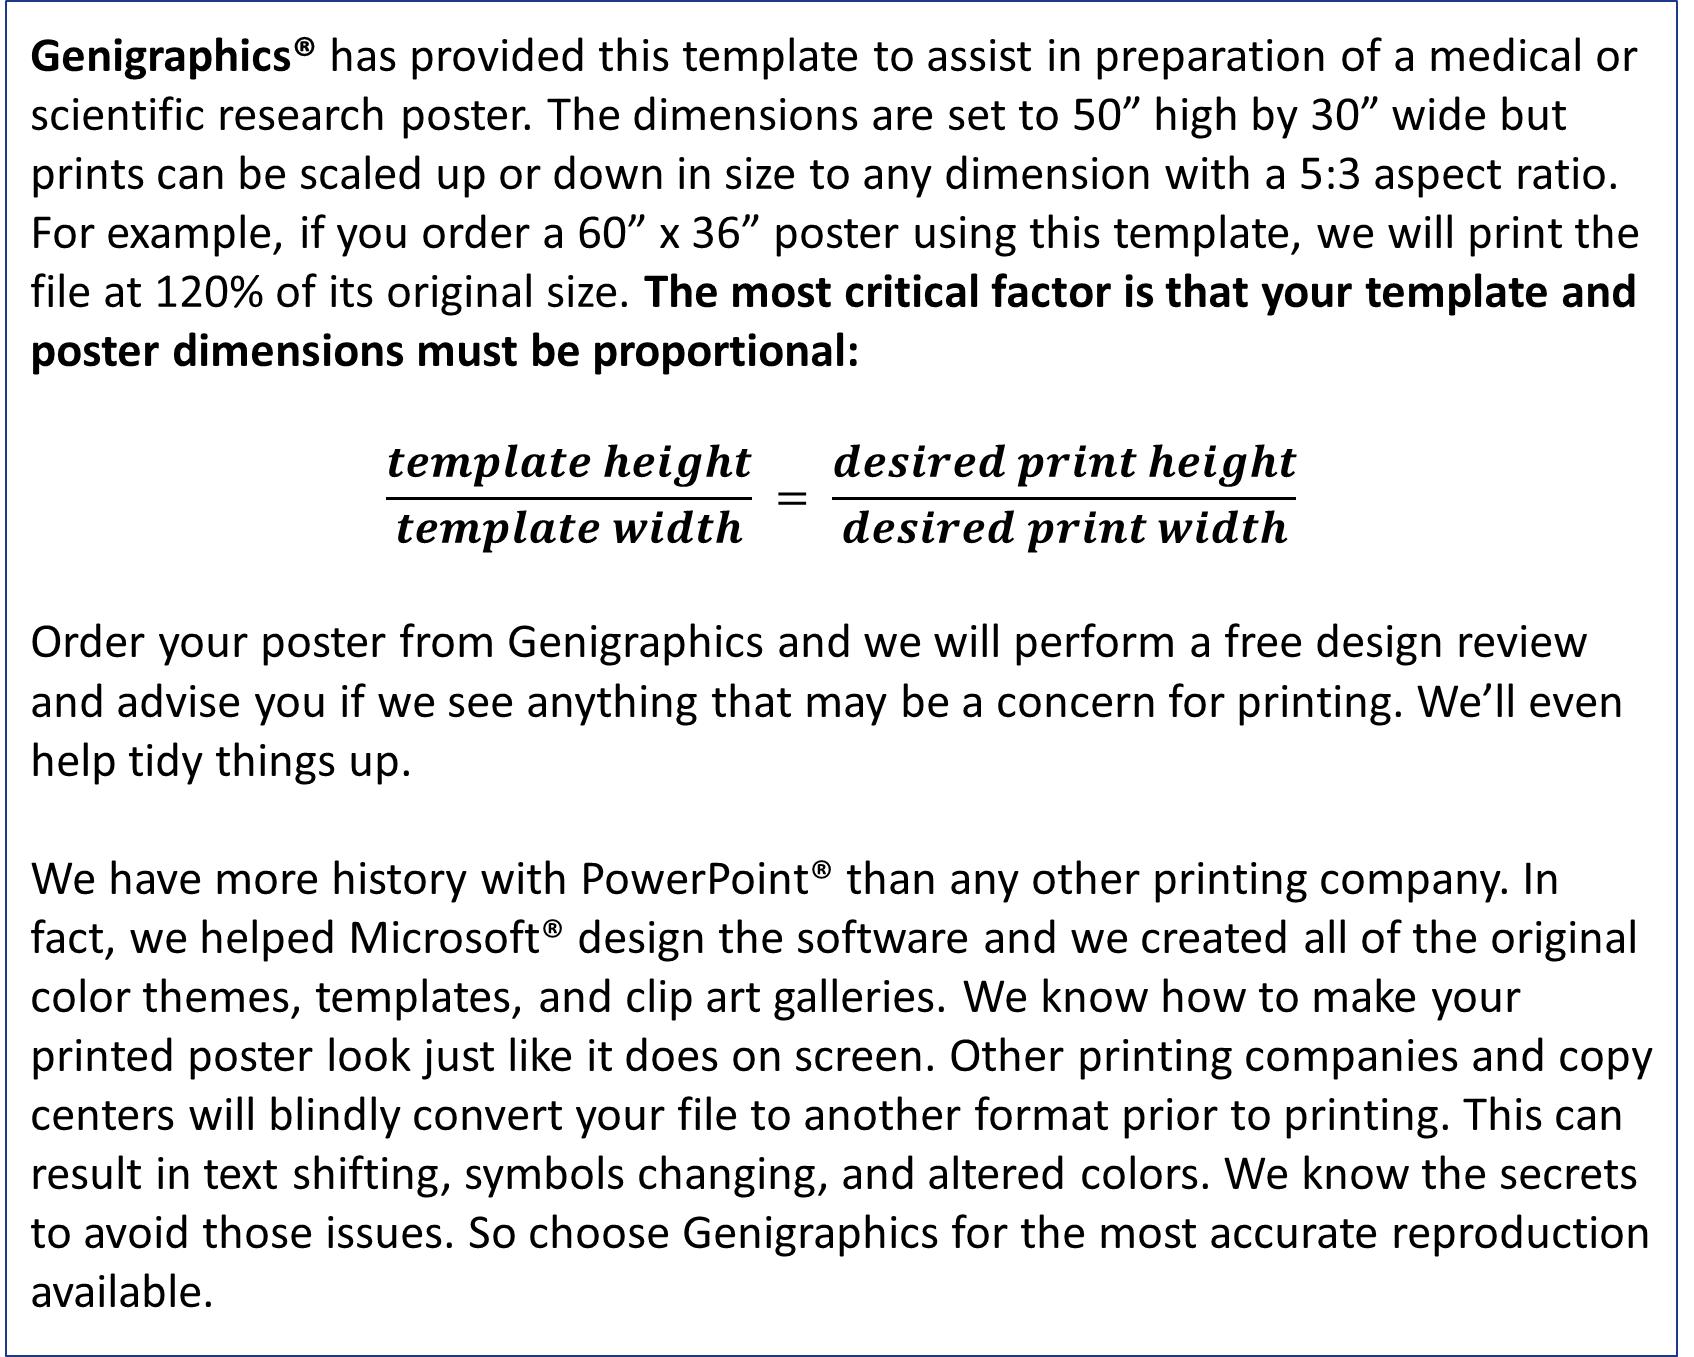 Genigraphics® has provided this template to assist in preparation of a medical or
scientific research poster. The dimensions are set to 50” high by 30” wide but
prints can be scaled up or down in size to any dimension with a 5:3 aspect ratio.
For example, if you order a 60” x 36” poster using this template, we will print the
file at 120% of its original size. The most critical factor is that your template and
poster dimensions must be proportional:
template height / template width = desired print height / desired print width
Order your poster from Genigraphics and we will perform a free design review
and advise you if we see anything that may be a concern for printing. We’ll even
help tidy things up.
We have more history with PowerPoint® than any other printing company. In
fact, we helped Microsoft® design the software and we created all of the original
color themes, templates, and clip art galleries. We know how to make your
printed poster look just like it does on screen. Other printing companies and copy
centers will blindly convert your file to another format prior to printing. This can
result in text shifting, symbols changing, and altered colors. We know the secrets
to avoid those issues. So choose Genigraphics for the most accurate reproduction
available.